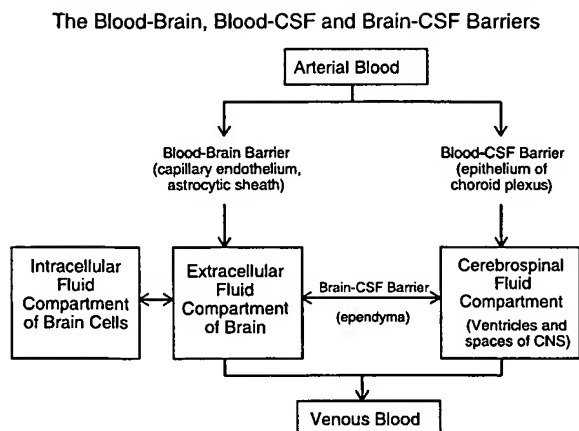 The Blood-Brain, Blood-CSF and Brain-CSF Barriers
Arterial Blood
Blood-Brain Barrier
(capillary endothelium,
astrocytic sheath)
Blood-CSF Barrier
(epithelium of
choroid plexus)
Intracellular
Fluid
Compartment
of Brain Cells
Extracellular
Fluid
Compartment
of Brain
Brain-CSF Barrier
(ependyma)
Cerebrospinal
Fluid
Compartment
(Ventricles and
spaces of CNS)
Venous Blood